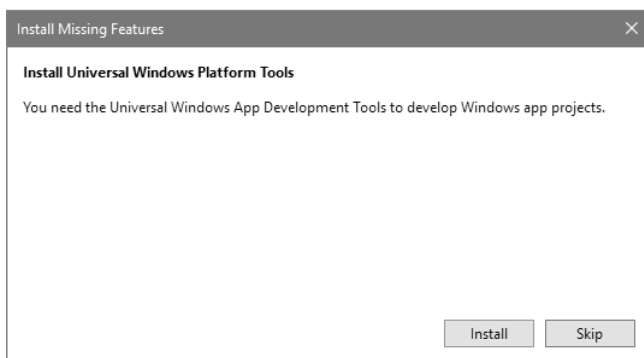 Install Missing Features
Install Universal Windows Platform Tools
You need the Universal Windows App Development Tools to develop Windows app projects.
Install Skip